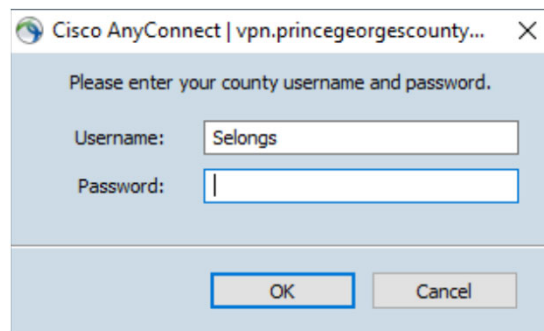 Cisco AnyConnect | vpn.princegeorgescounty...
Please enter your county username and password.
Username: Selongs
Password:
OK Cancel